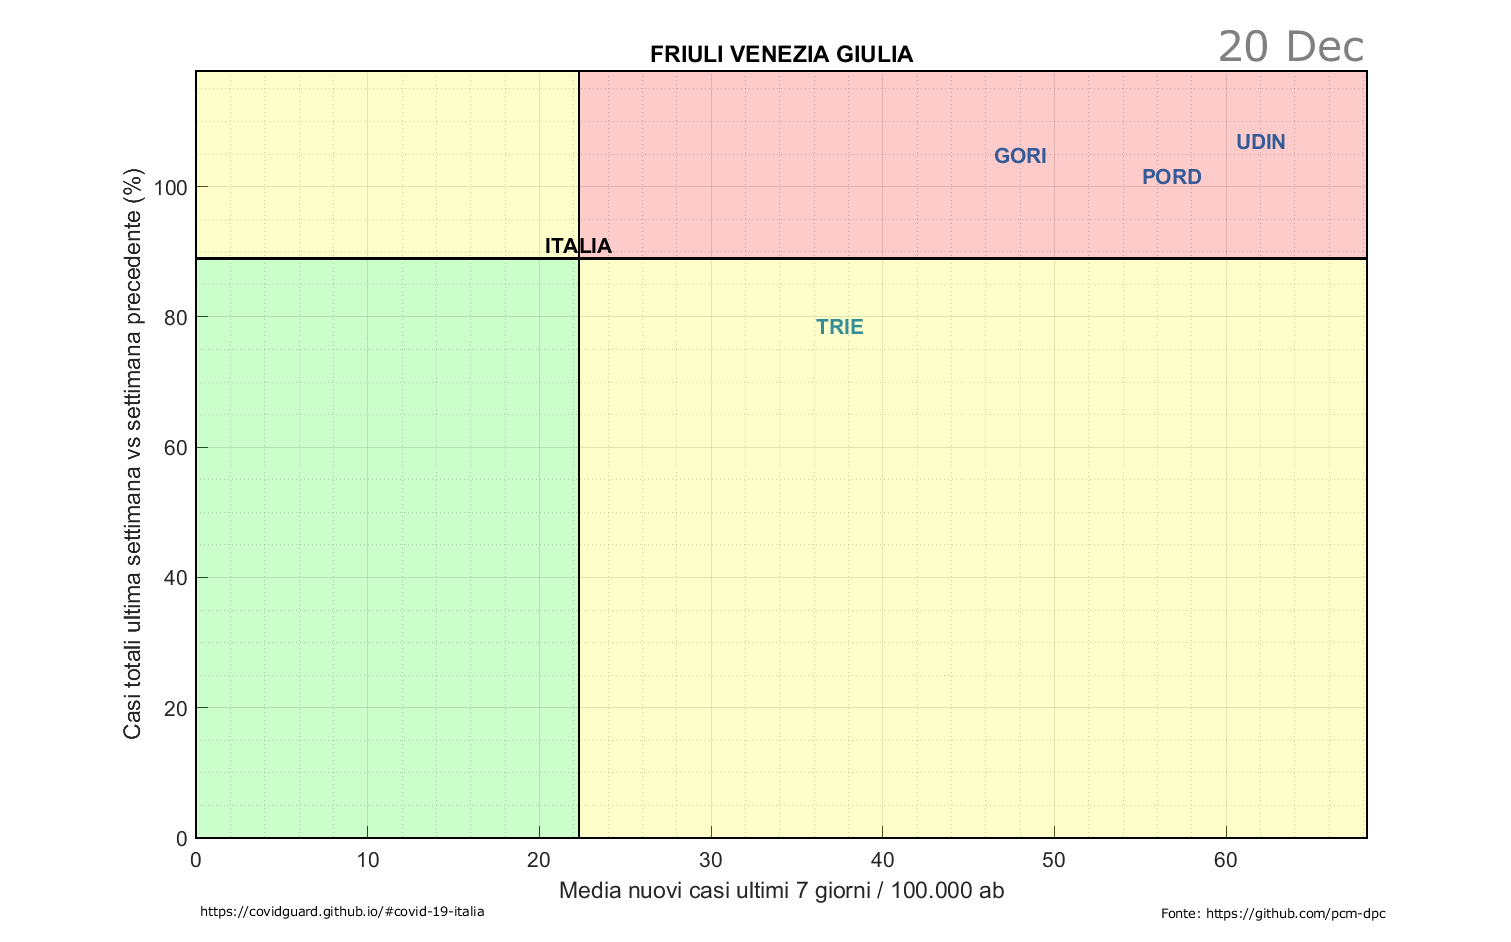 20 Dec
FRIULI VENEZIA GIULIA
UDIN
GORI
PORD
ITALIA
TRIE
Casi totali ultima settimana vs settimana precedente (%)
100
80
60
40
20
0
0 10 20 30 40 50 60
Media nuovi casi ultimi 7 giorni / 100.000 ab
https://covidguard.github.io/#covid-19-italia
Fonte: https://github.com/pcm-dpc